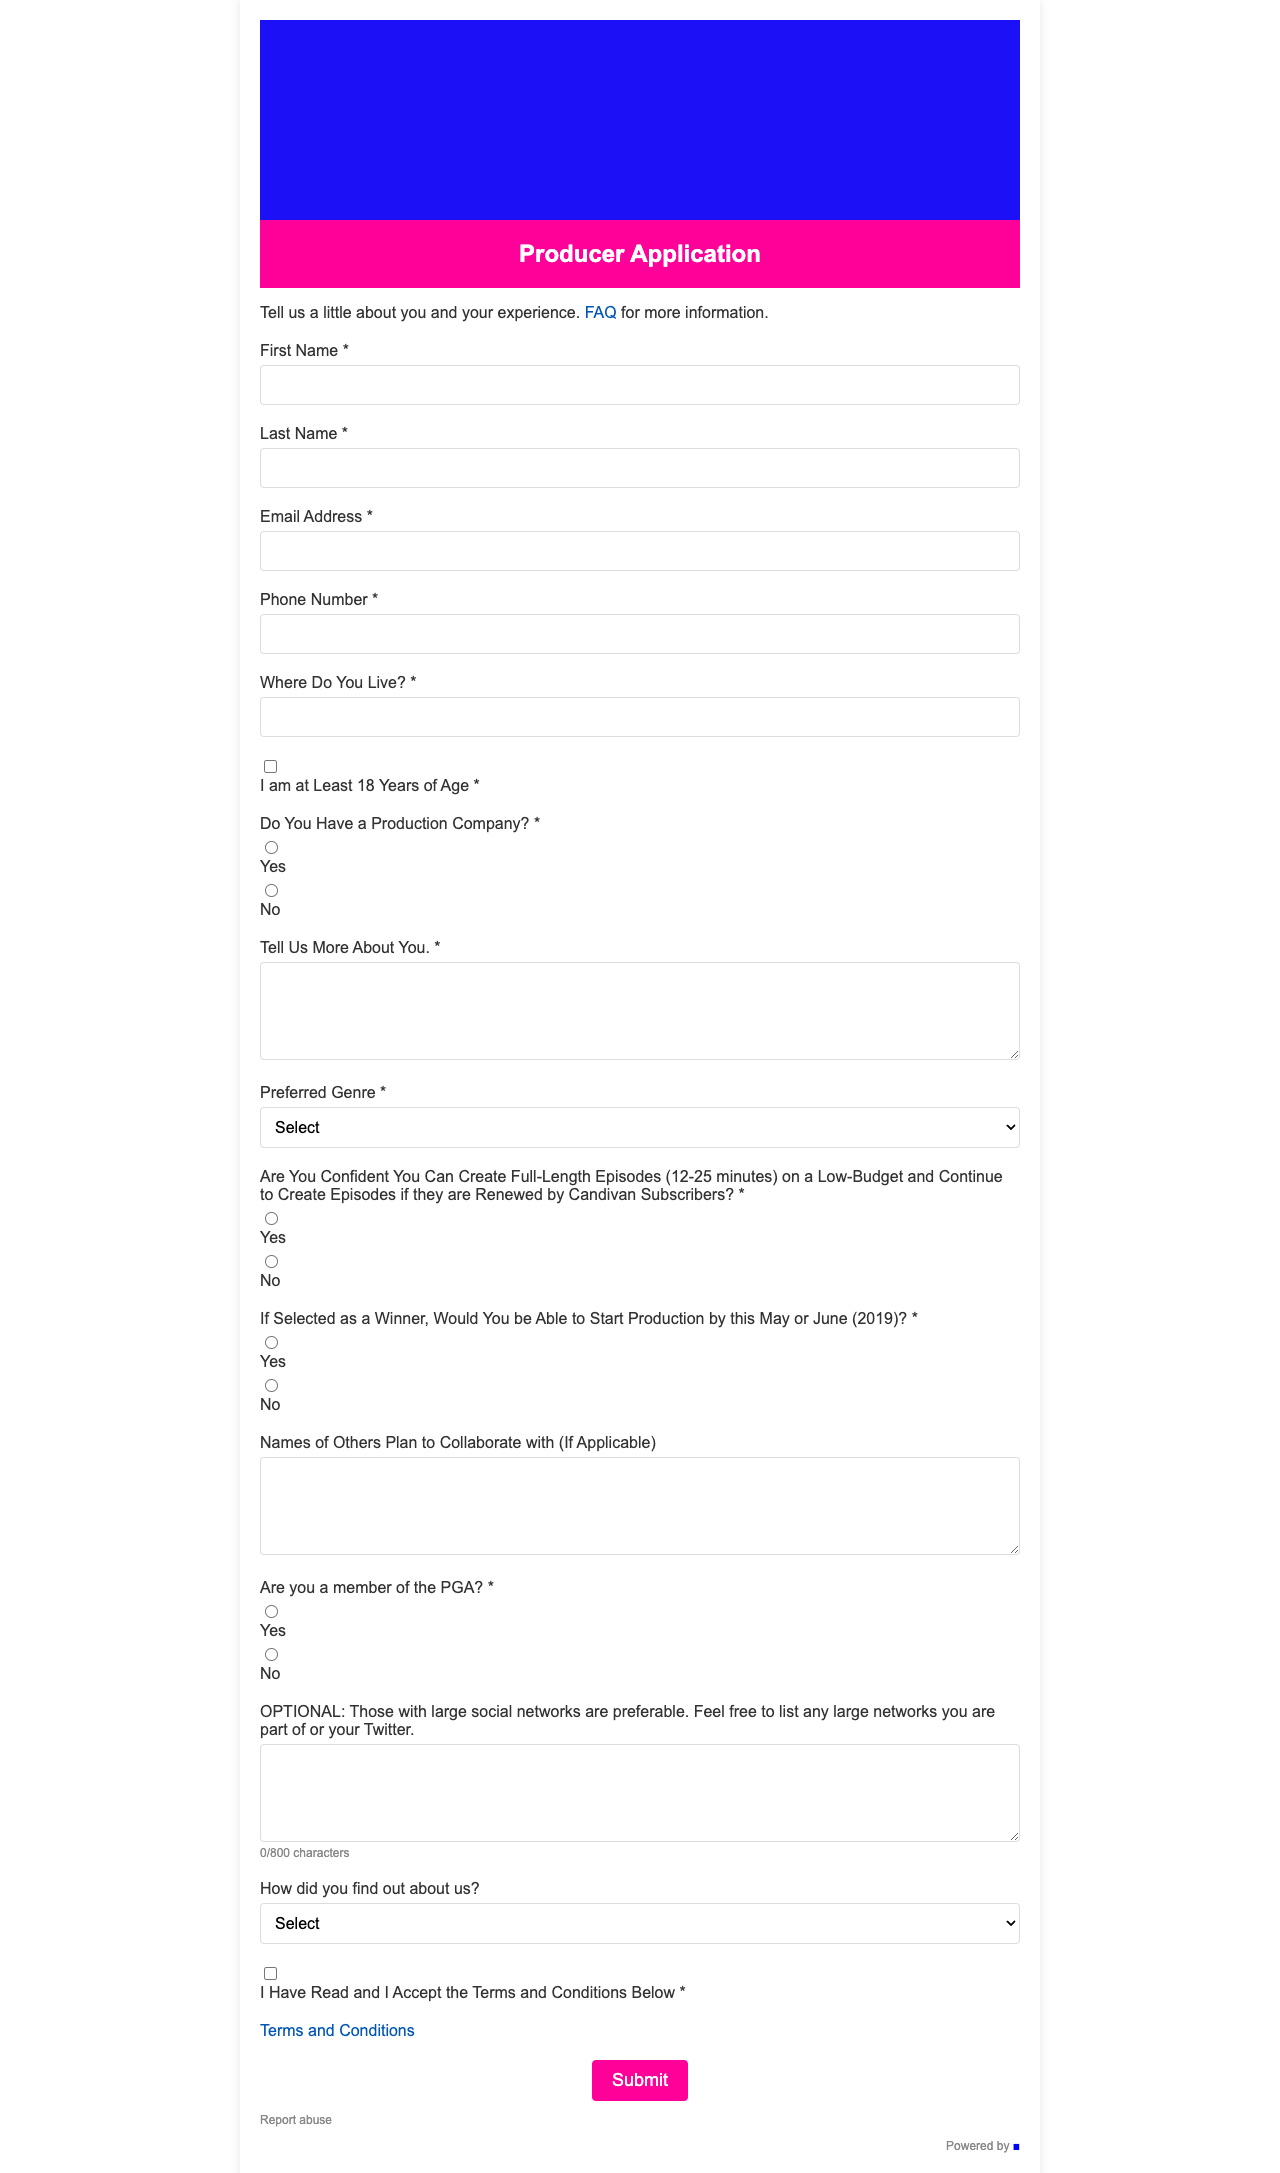 Producer Application
Tell us a little about you and your experience. FAQ for more information.
First Name *
Last Name *
Email Address *
Phone Number *
Where Do You Live? *
I am at Least 18 Years of Age *
Do You Have a Production Company? *
Yes
No
Tell Us More About You. *
Preferred Genre *
Select
Are You Confident You Can Create Full-Length Episodes (12-25 minutes) on a Low-Budget and Continue
to Create Episodes if they are Renewed by Candivan Subscribers? *
Yes
No
If Selected as a Winner, Would You be Able to Start Production by this May or June (2019)? *
Yes
No
Names of Others Plan to Collaborate with (If Applicable)
Are you a member of the PGA? *
Yes
No
OPTIONAL: Those with large social networks are preferable. Feel free to list any large networks you are
part of or your Twitter.
0/800 characters
How did you find out about us?
Select
I Have Read and I Accept the Terms and Conditions Below *
Terms and Conditions
Submit
Report abuse
Powered by